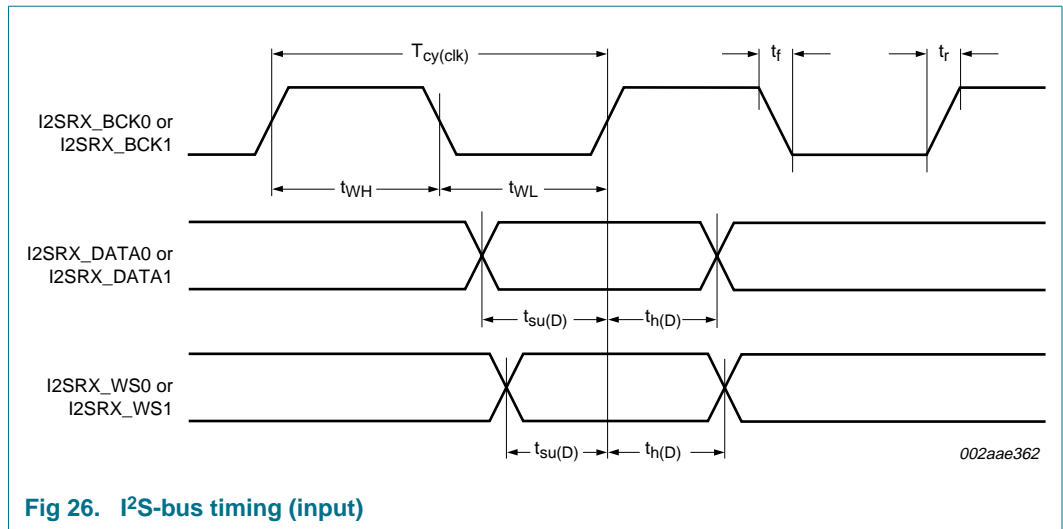 T cy(clk)
tf
tr
I2SRX_BCK0 or
I2SRX_BCK1
tWH
tWL
I2SRX_DATA0 or
I2SRX_DATA1
tsu(D)
th(D)
I2SRX_WS0 or
I2SRX_WS1
tsu(D)
th(D)
002aae362
Fig 26. I²S-bus timing (input)